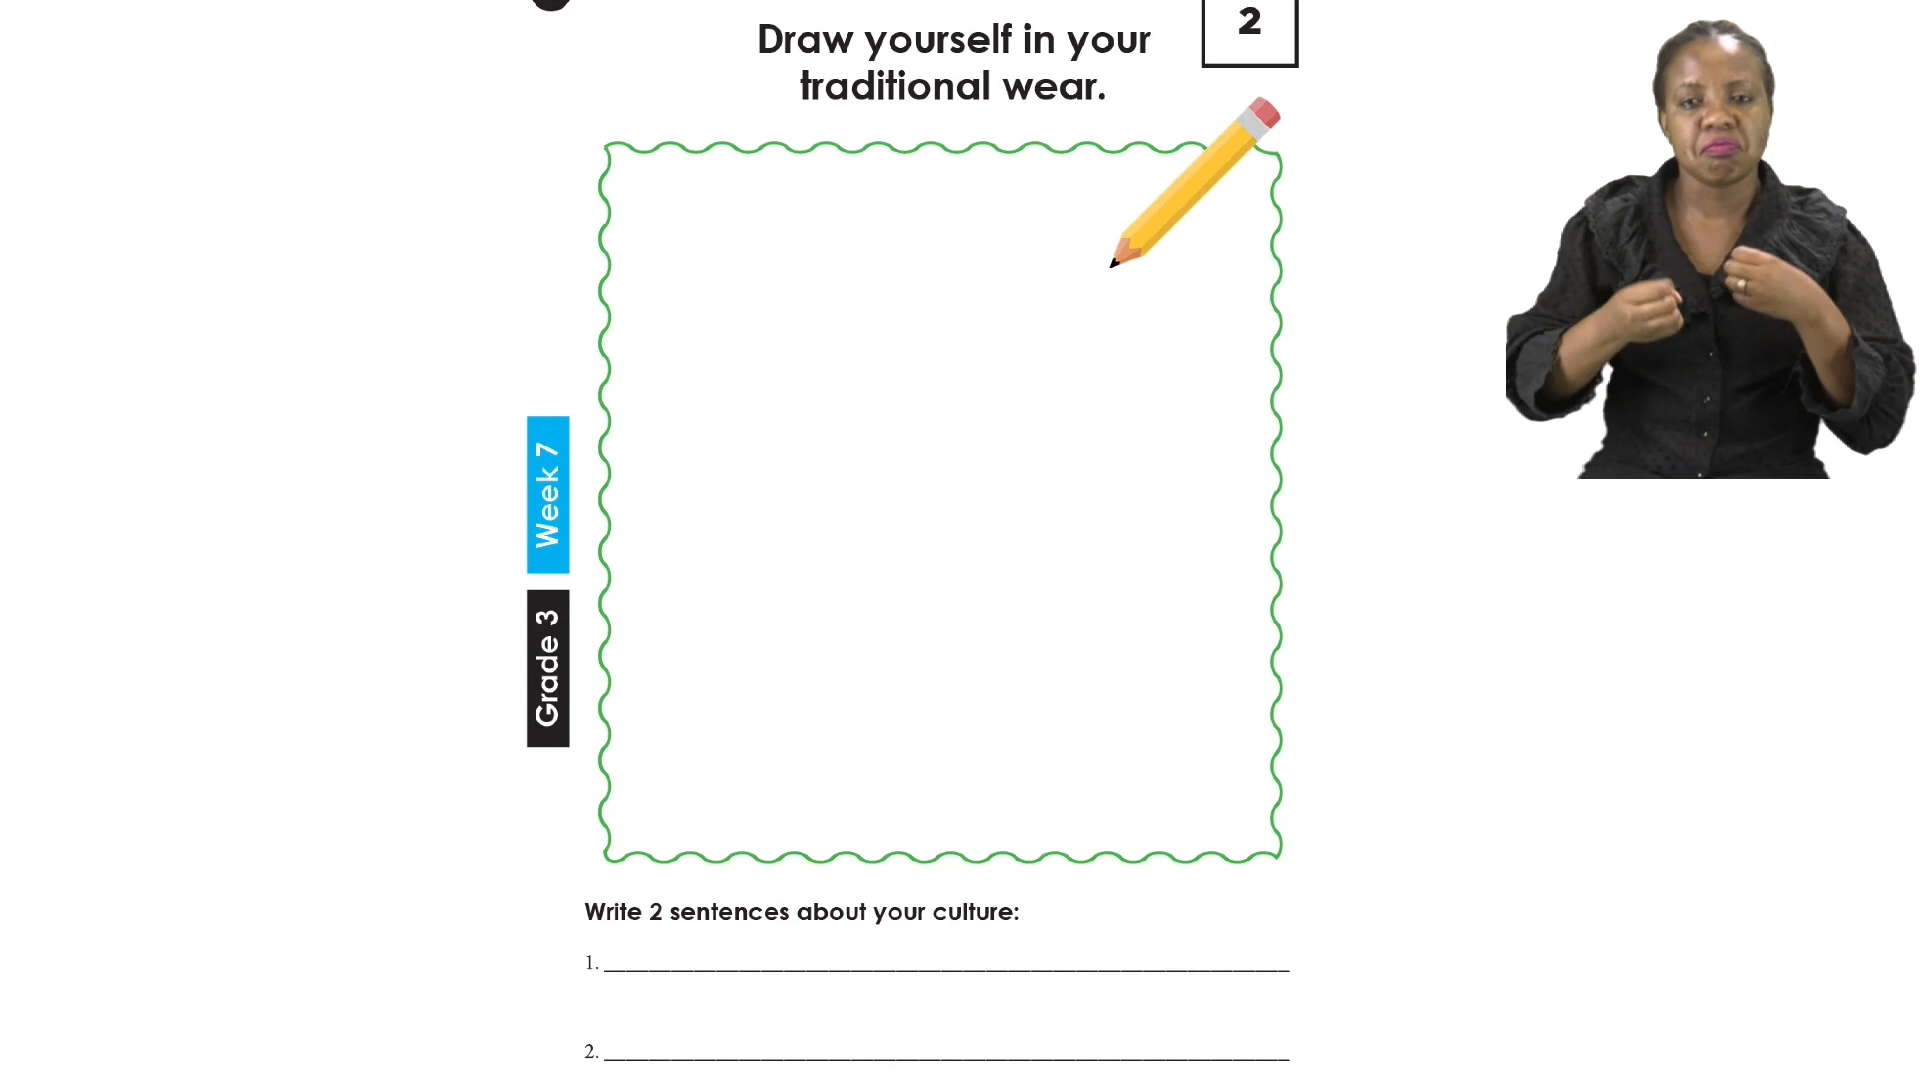 2
Draw yourself in your
traditional wear.
Week 7
Grade 3
Write 2 sentences about your culture:
1.
2.